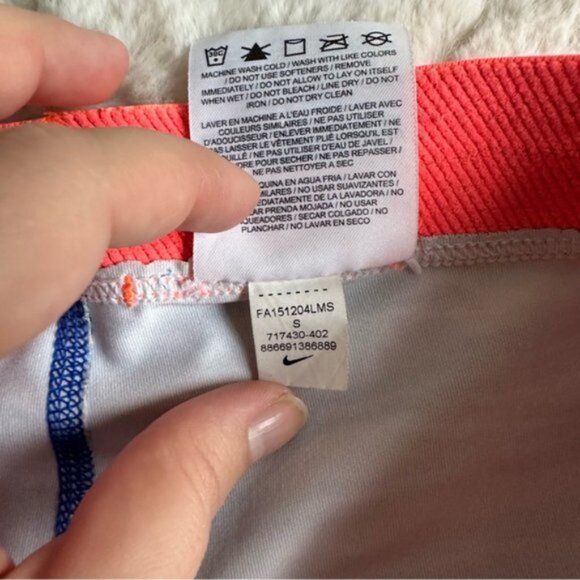 30C
MACHINE WASH COLD / WASH WITH LIKE COLORS
/ DO NOT USE SOFTENERS / REMOVE
IMMEDIATELY / DO NOT ALLOW TO LAY ON ITSELF
WHEN WET / DO NOT BLEACH / LINE DRY / DO NOT
IRON / DO NOT DRY CLEAN
LAVER EN MACHINE A L'EAU FROIDE / LAVER AVEC
COULEURS SIMILAIRES / NE PAS UTILISER
D'ADOUCISSEUR / ENLEVER IMMEDIATEMENT / NE
PAS LAISSER LE VÊTEMENT PLIÉ LORSQU'IL EST
/ NE PAS UTILISER D'EAU DE JAVEL /
POUR SECHER / NE PAS REPASSER /
NE PAS NETTOYER A SEC
EN AGUA FRIA / LAVAR CON
/ NO USAR SUAVIZANTES /
DE LA LAVADORA / NO
PRENDA MOJADA / NO USAR
/ SECAR COLGADO / NO
PLANCHAR / NO LAVAR EN SECO
FA151204LMS
S
717430-402
886691386889